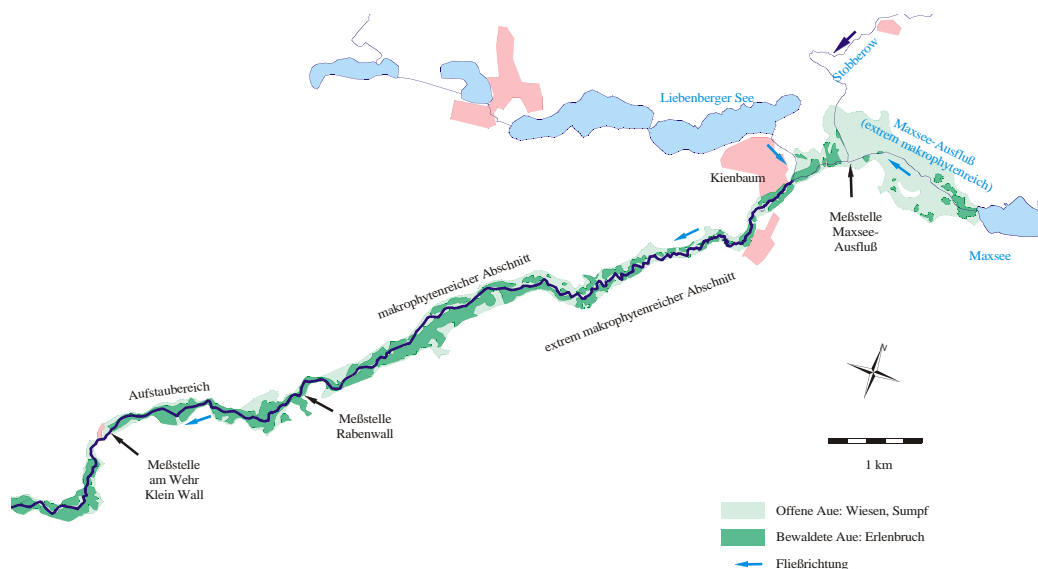 Stobberow
Liebenberger See
Maxsee-Ausfluß
(extrem makrophytenreich)
Kienbaum
Meßstelle
Maxsee-
Ausfluß
Maxsee
makrophytenreicher Abschnitt
extrem makrophytenreicher Abschnitt
N
Aufstaubereich
Meßstelle
Rabenwall
Meßstelle
am Wehr
Klein Wall
1 km
Offene Aue: Wiesen, Sumpf
Bewaldete Aue: Erlenbruch
Fließrichtung